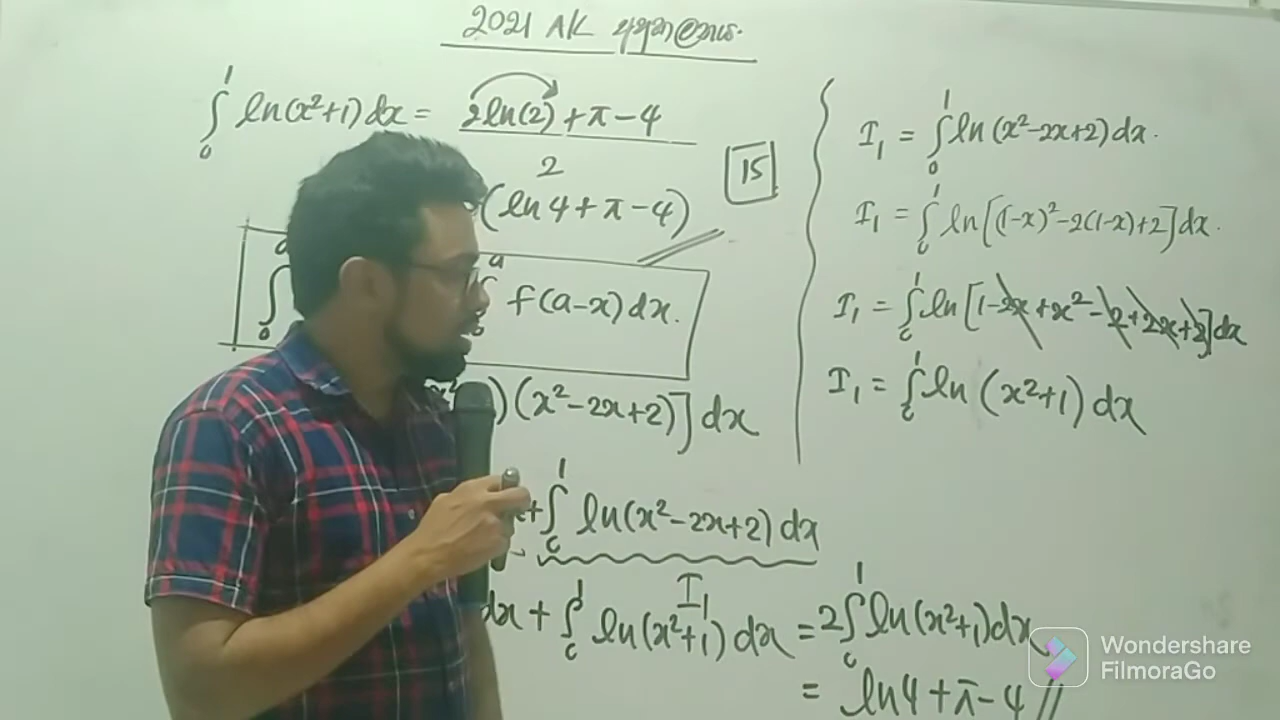 2021 AK
∫₀¹ ln(x²+1) dx = (2ln(2) + π - 4) / 2
15
(ln4 + π - 4)
∫₀ᵃ f(a-x) dx.
)(x²-2x+2)] dx
+ ∫₀¹ ln(x²-2x+2) dx
I₁
dx + ∫₀¹ ln(x²+1) dx = 2∫₀¹ ln(x²+1) dx
= ln4 + π - 4 //
I₁ = ∫₀¹ ln(x²-2x+2) dx.
I₁ = ∫₀¹ ln[(1-x)²-2(1-x)+2] dx.
I₁ = ∫₀¹ ln[1-2x+x²-2+2x+2] dx
I₁ = ∫₀¹ ln(x²+1) dx
Wondershare
FilmoraGo